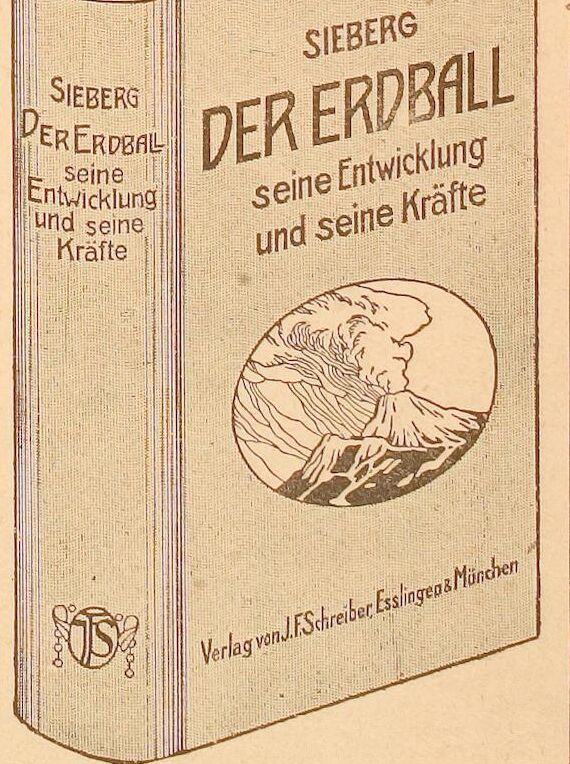 SIEBERG
DER ERDBALL
seine
Entwicklung
und seine
Kräfte
JFS
SIEBERG
DER ERDBALL
seine Entwicklung
und seine Kräfte
Verlag von J.F. Schreiber, Esslingen & München